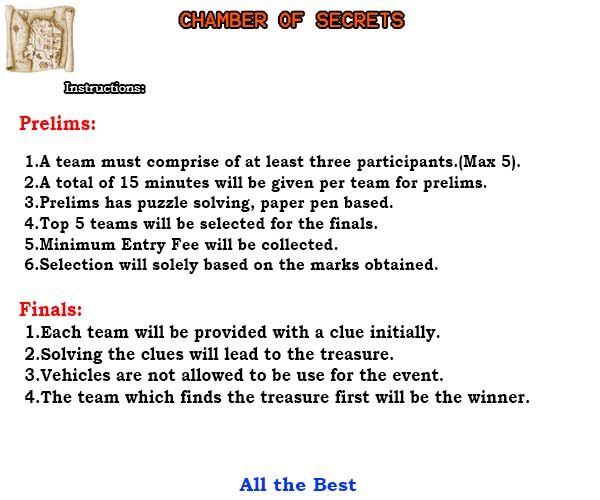 CHAMBER OF SECRETS
Instructions:
Prelims:
1.A team must comprise of at least three participants.(Max 5).
2.A total of 15 minutes will be given per team for prelims.
3.Prelims has puzzle solving, paper pen based.
4.Top 5 teams will be selected for the finals.
5.Minimum Entry Fee will be collected.
6.Selection will solely based on the marks obtained.
Finals:
1.Each team will be provided with a clue initially.
2.Solving the clues will lead to the treasure.
3.Vehicles are not allowed to be use for the event.
4.The team which finds the treasure first will be the winner.
All the Best